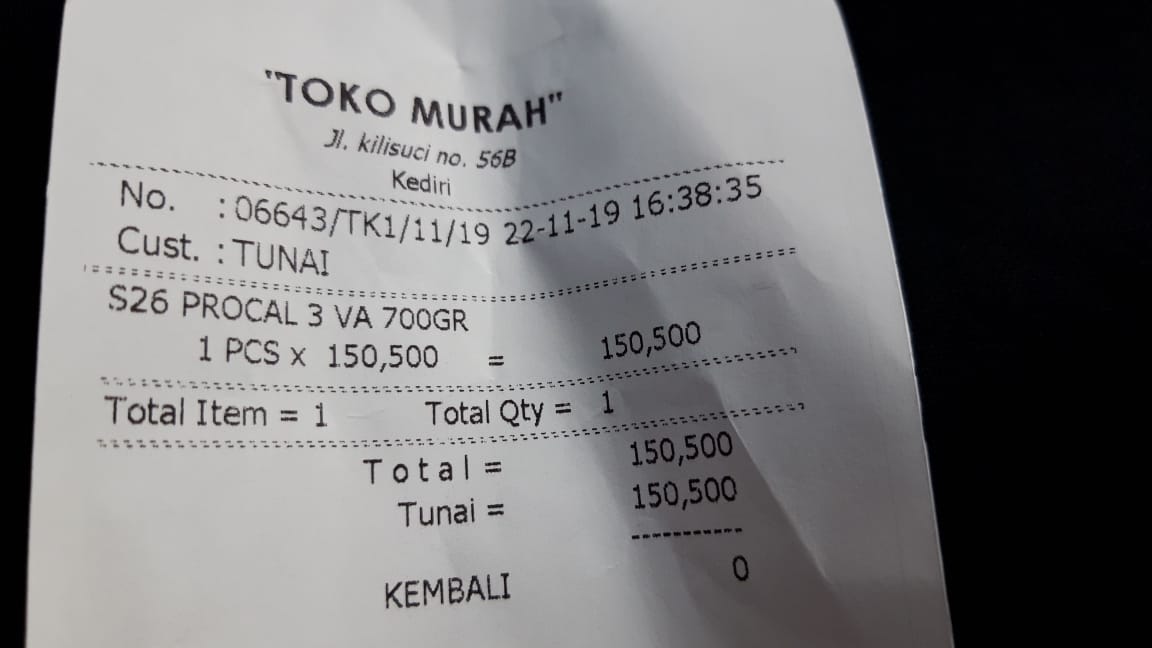 "TOKO MURAH"
Jl. kilisuci no. 56B
Kediri
No. : 06643/TK1/11/19 22-11-19 16:38:35
Cust. : TUNAI
S26 PROCAL 3 VA 700GR
1 PCS x 150,500 = 150,500
Total Item = 1 Total Qty = 1
Total = 150,500
Tunai = 150,500
KEMBALI 0